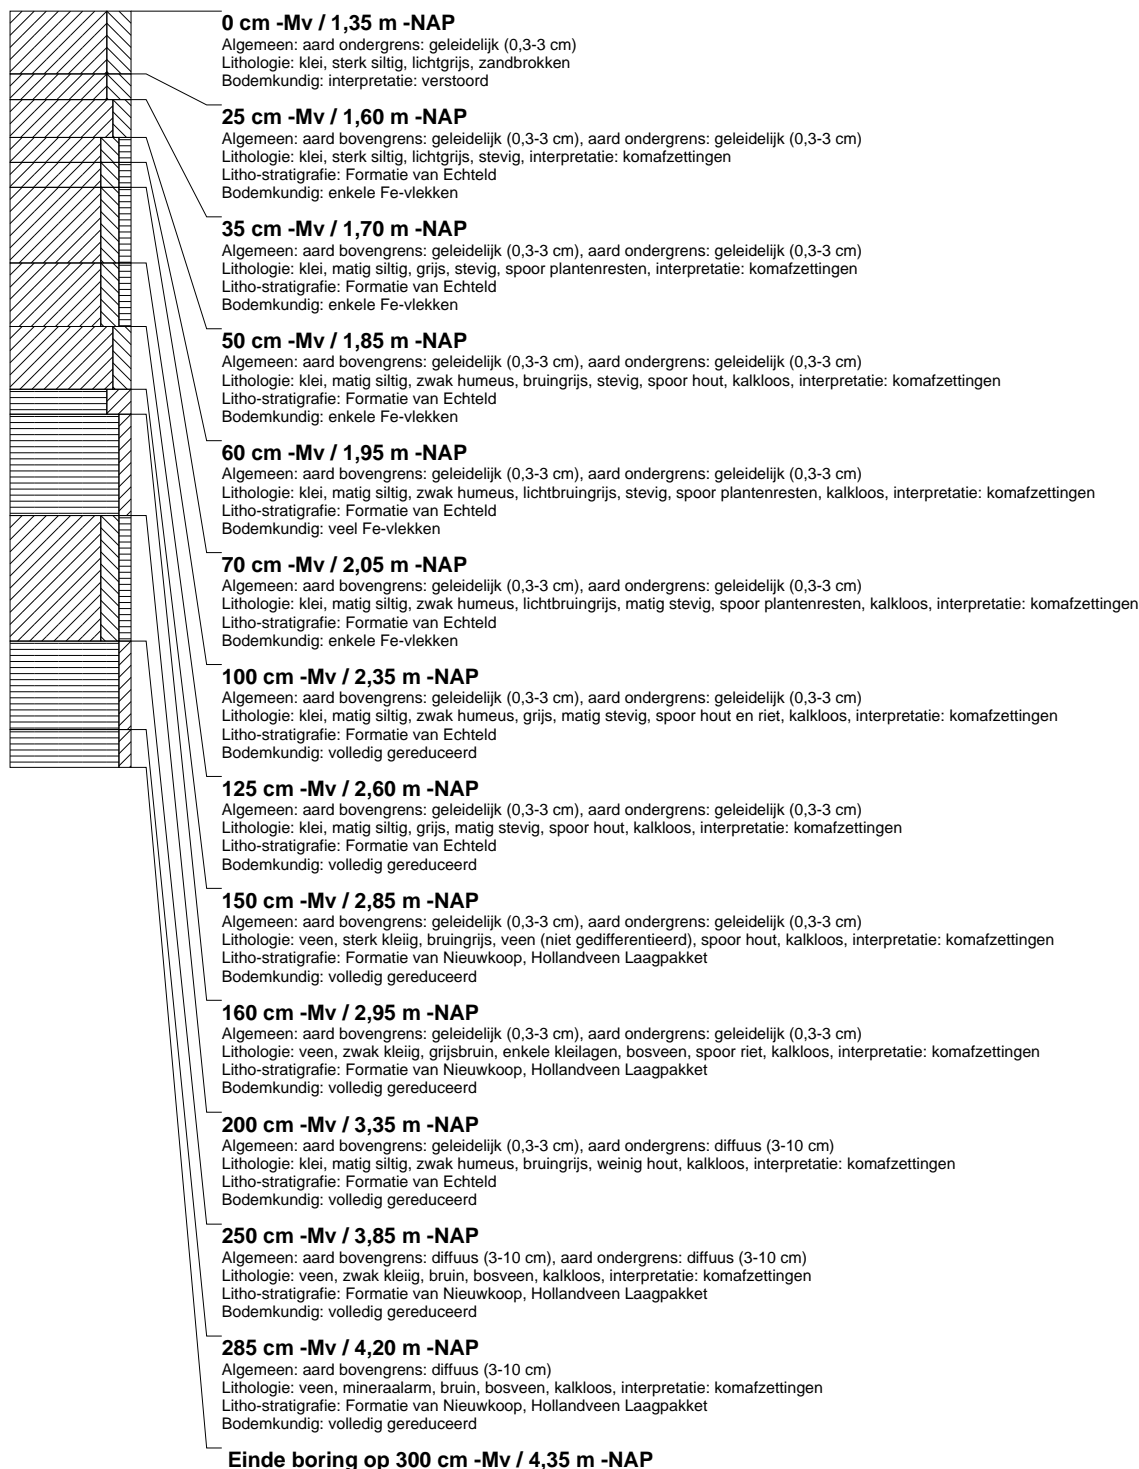 0 cm -Mv / 1,35 m -NAP
Algemeen: aard ondergrens: geleidelijk (0,3-3 cm)
Lithologie: klei, sterk siltig, lichtgrijs, zandbrokken
Bodemkundig: interpretatie: verstoord
25 cm -Mv / 1,60 m -NAP
Algemeen: aard bovengrens: geleidelijk (0,3-3 cm), aard ondergrens: geleidelijk (0,3-3 cm)
Lithologie: klei, sterk siltig, lichtgrijs, stevig, interpretatie: komafzettingen
Litho-stratigrafie: Formatie van Echteld
Bodemkundig: enkele Fe-vlekken
35 cm -Mv / 1,70 m -NAP
Algemeen: aard bovengrens: geleidelijk (0,3-3 cm), aard ondergrens: geleidelijk (0,3-3 cm)
Lithologie: klei, matig siltig, grijs, stevig, spoor plantenresten, interpretatie: komafzettingen
Litho-stratigrafie: Formatie van Echteld
Bodemkundig: enkele Fe-vlekken
50 cm -Mv / 1,85 m -NAP
Algemeen: aard bovengrens: geleidelijk (0,3-3 cm), aard ondergrens: geleidelijk (0,3-3 cm)
Lithologie: klei, matig siltig, zwak humeus, bruingrijs, stevig, spoor hout, kalkloos, interpretatie: komafzettingen
Litho-stratigrafie: Formatie van Echteld
Bodemkundig: enkele Fe-vlekken
60 cm -Mv / 1,95 m -NAP
Algemeen: aard bovengrens: geleidelijk (0,3-3 cm), aard ondergrens: geleidelijk (0,3-3 cm)
Lithologie: klei, matig siltig, zwak humeus, lichtbruingrijs, stevig, spoor plantenresten, kalkloos, interpretatie: komafzettingen
Litho-stratigrafie: Formatie van Echteld
Bodemkundig: veel Fe-vlekken
70 cm -Mv / 2,05 m -NAP
Algemeen: aard bovengrens: geleidelijk (0,3-3 cm), aard ondergrens: geleidelijk (0,3-3 cm)
Lithologie: klei, matig siltig, zwak humeus, lichtbruingrijs, matig stevig, spoor plantenresten, kalkloos, interpretatie: komafzettingen
Litho-stratigrafie: Formatie van Echteld
Bodemkundig: enkele Fe-vlekken
100 cm -Mv / 2,35 m -NAP
Algemeen: aard bovengrens: geleidelijk (0,3-3 cm), aard ondergrens: geleidelijk (0,3-3 cm)
Lithologie: klei, matig siltig, zwak humeus, grijs, matig stevig, spoor hout en riet, kalkloos, interpretatie: komafzettingen
Litho-stratigrafie: Formatie van Echteld
Bodemkundig: volledig gereduceerd
125 cm -Mv / 2,60 m -NAP
Algemeen: aard bovengrens: geleidelijk (0,3-3 cm), aard ondergrens: geleidelijk (0,3-3 cm)
Lithologie: klei, matig siltig, grijs, matig stevig, spoor hout, kalkloos, interpretatie: komafzettingen
Litho-stratigrafie: Formatie van Echteld
Bodemkundig: volledig gereduceerd
150 cm -Mv / 2,85 m -NAP
Algemeen: aard bovengrens: geleidelijk (0,3-3 cm), aard ondergrens: geleidelijk (0,3-3 cm)
Lithologie: veen, sterk kleiig, bruingrijs, veen (niet gedifferentieerd), spoor hout, kalkloos, interpretatie: komafzettingen
Litho-stratigrafie: Formatie van Nieuwkoop, Hollandveen Laagpakket
Bodemkundig: volledig gereduceerd
160 cm -Mv / 2,95 m -NAP
Algemeen: aard bovengrens: geleidelijk (0,3-3 cm), aard ondergrens: geleidelijk (0,3-3 cm)
Lithologie: veen, zwak kleiig, grijsbruin, enkele kleilagen, bosveen, spoor riet, kalkloos, interpretatie: komafzettingen
Litho-stratigrafie: Formatie van Nieuwkoop, Hollandveen Laagpakket
Bodemkundig: volledig gereduceerd
200 cm -Mv / 3,35 m -NAP
Algemeen: aard bovengrens: geleidelijk (0,3-3 cm), aard ondergrens: diffuus (3-10 cm)
Lithologie: klei, matig siltig, zwak humeus, bruingrijs, weinig hout, kalkloos, interpretatie: komafzettingen
Litho-stratigrafie: Formatie van Echteld
Bodemkundig: volledig gereduceerd
250 cm -Mv / 3,85 m -NAP
Algemeen: aard bovengrens: diffuus (3-10 cm), aard ondergrens: diffuus (3-10 cm)
Lithologie: veen, zwak kleiig, bruin, bosveen, kalkloos, interpretatie: komafzettingen
Litho-stratigrafie: Formatie van Nieuwkoop, Hollandveen Laagpakket
Bodemkundig: volledig gereduceerd
285 cm -Mv / 4,20 m -NAP
Algemeen: aard bovengrens: diffuus (3-10 cm)
Lithologie: veen, mineraalarm, bruin, bosveen, kalkloos, interpretatie: komafzettingen
Litho-stratigrafie: Formatie van Nieuwkoop, Hollandveen Laagpakket
Bodemkundig: volledig gereduceerd
Einde boring op 300 cm -Mv / 4,35 m -NAP